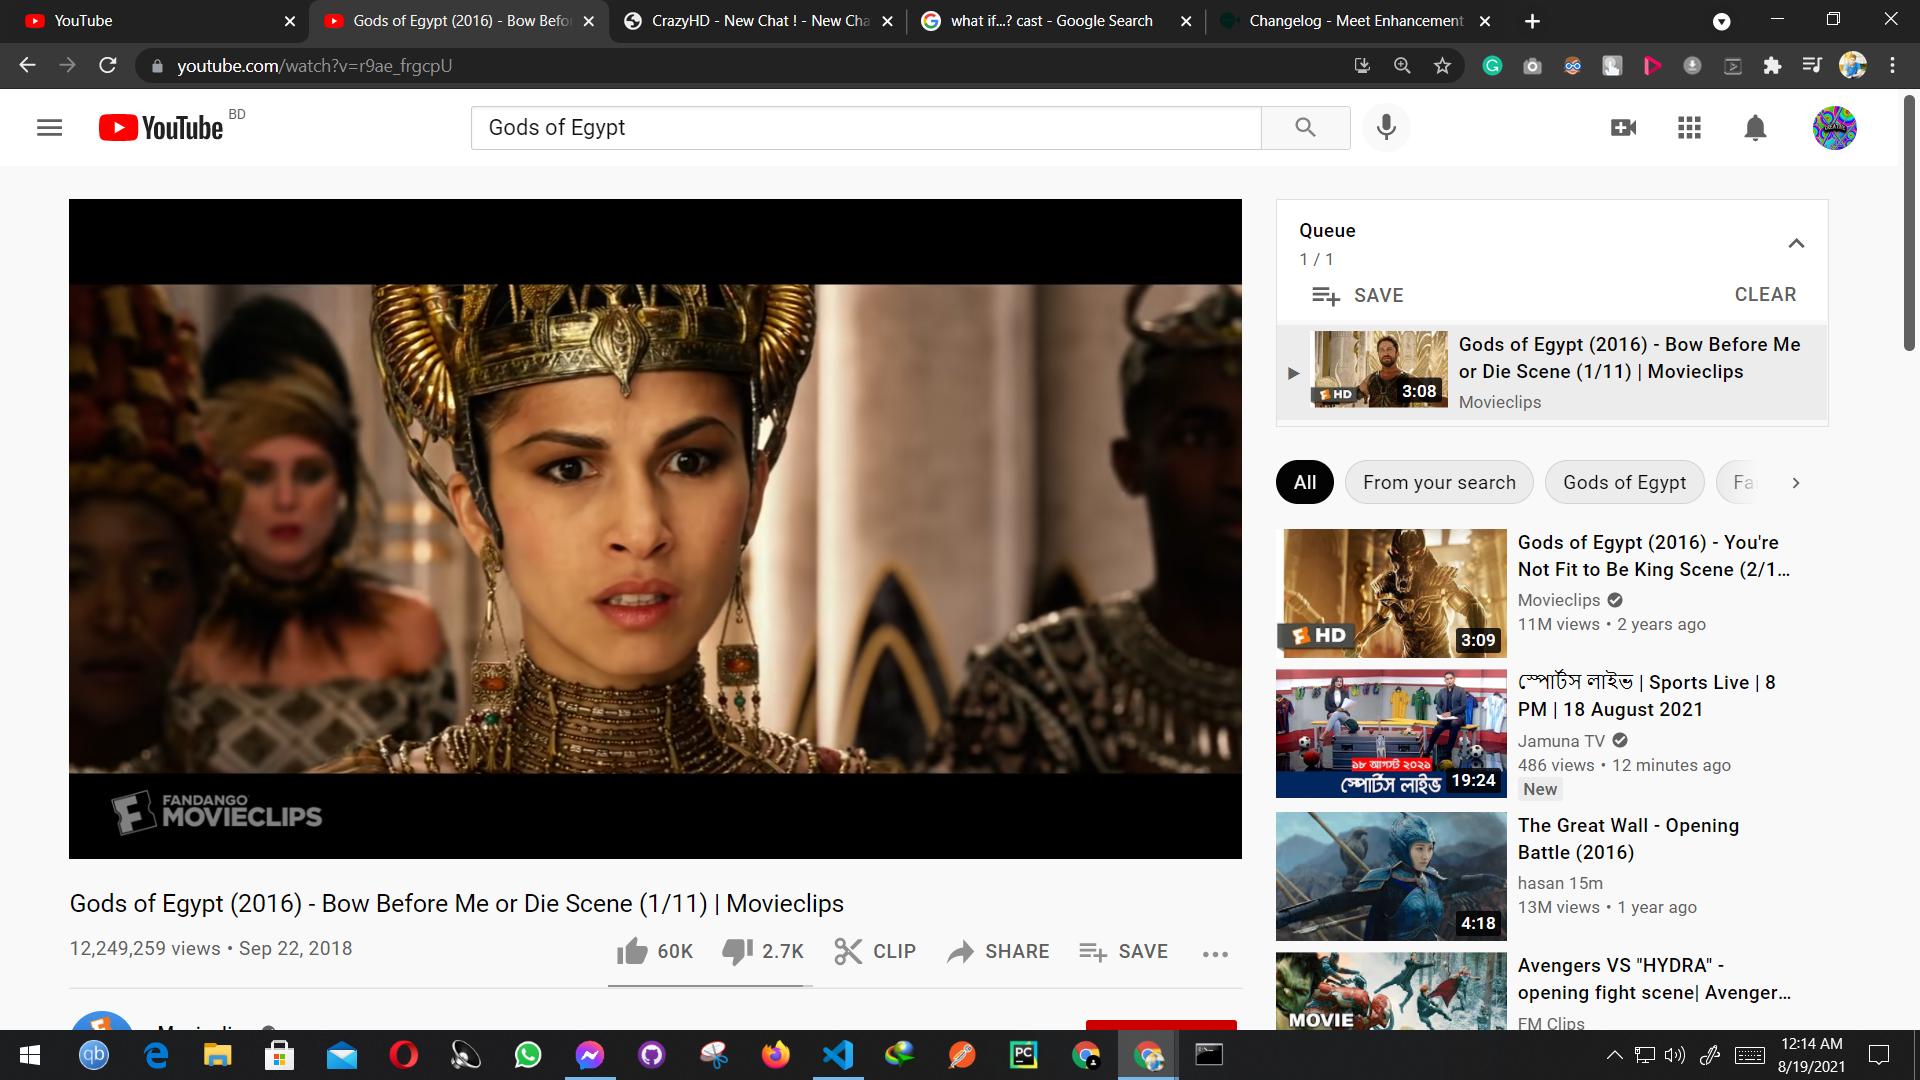 YouTube
Gods of Egypt (2016) - Bow Befo
CrazyHD - New Chat ! - New Cha
what if...? cast - Google Search
Changelog - Meet Enhancement
youtube.com/watch?v=r9ae_frgcpU
YouTube BD
Gods of Egypt
Queue
1 / 1
SAVE
CLEAR
3:08
HD
Gods of Egypt (2016) - Bow Before Me
or Die Scene (1/11) | Movieclips
Movieclips
All
From your search
Gods of Egypt
Fa
HD
3:09
Gods of Egypt (2016) - You're
Not Fit to Be King Scene (2/1...
Movieclips
11M views • 2 years ago
১৮ আগস্ট ২০২১
স্পোর্টস লাইভ
19:24
স্পোর্টস লাইভ | Sports Live | 8
PM | 18 August 2021
Jamuna TV
486 views • 12 minutes ago
New
4:18
The Great Wall - Opening
Battle (2016)
hasan 15m
13M views • 1 year ago
MOVIE
Avengers VS "HYDRA" -
opening fight scene| Avenger...
FM Clips
FANDANGO
MOVIECLIPS
Gods of Egypt (2016) - Bow Before Me or Die Scene (1/11) | Movieclips
12,249,259 views • Sep 22, 2018
60K
2.7K
CLIP
SHARE
SAVE
qb
PC
12:14 AM
8/19/2021